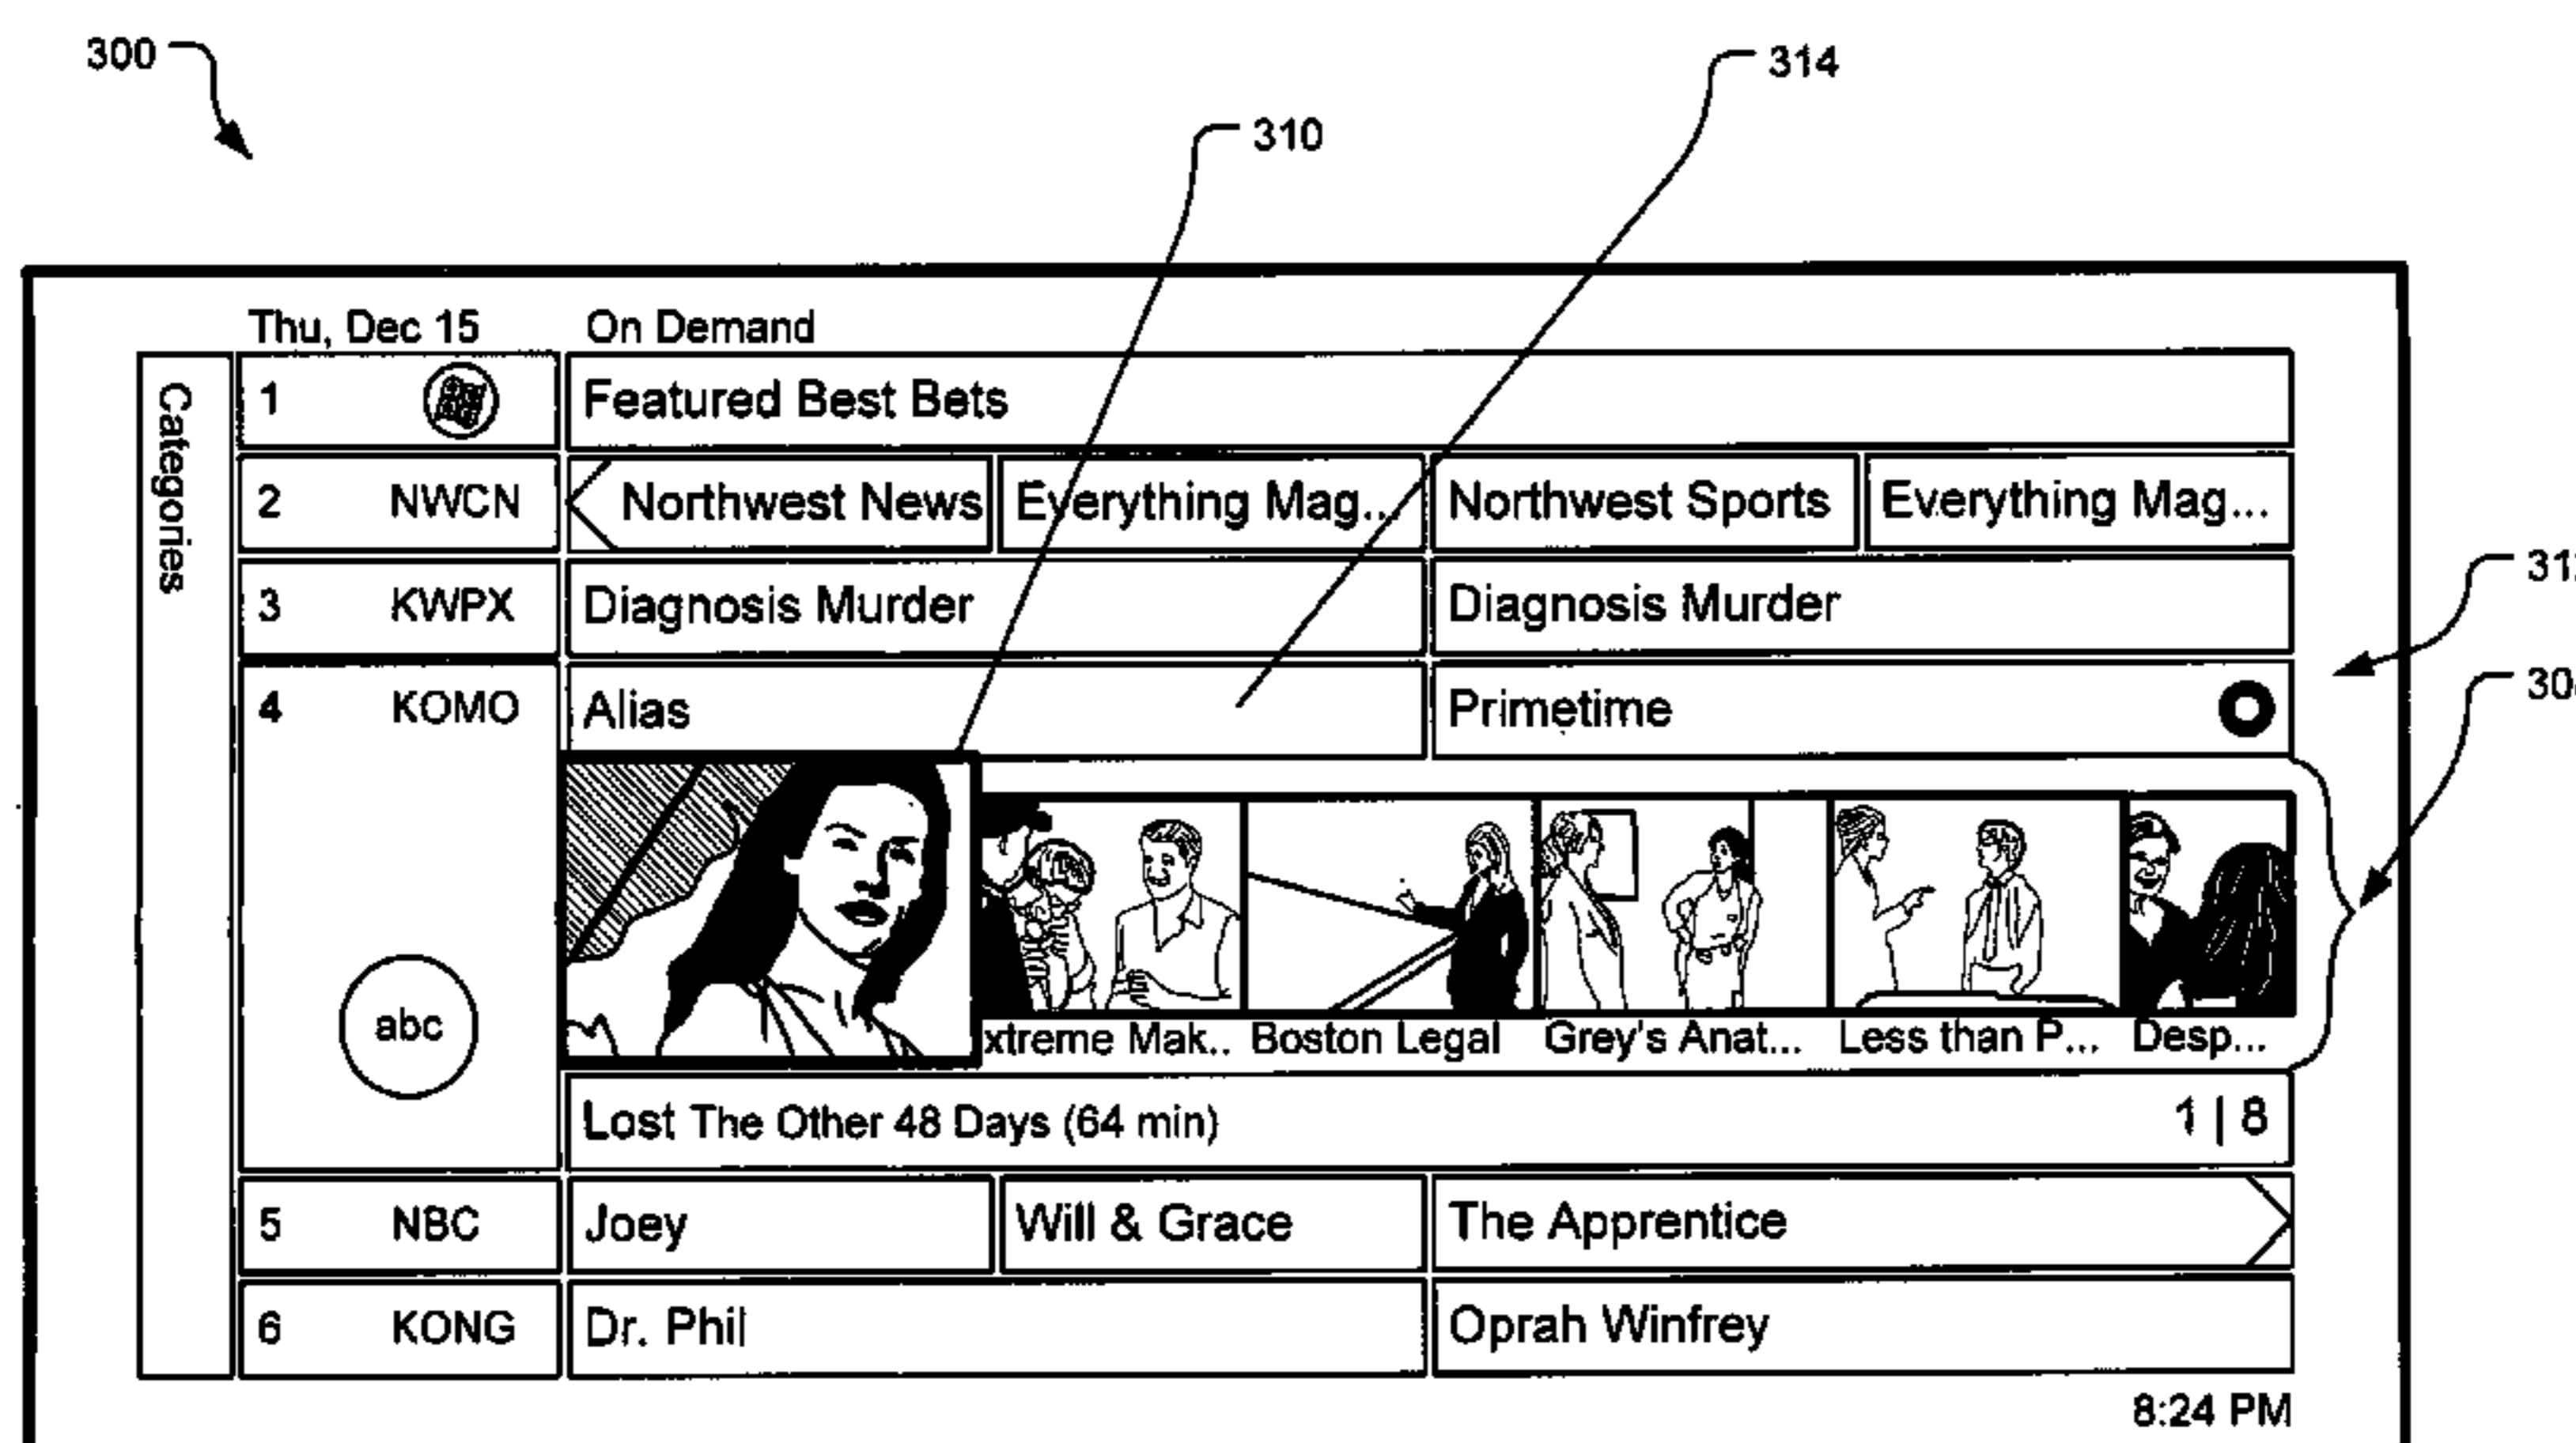 300
314
310
Thu, Dec 15 On Demand
Categories
1 Featured Best Bets
2 NWCN Northwest News Everything Mag... Northwest Sports Everything Mag...
312
3 KWPX Diagnosis Murder Diagnosis Murder
4 KOMO Alias Primetime
abc
xtreme Mak.. Boston Legal Grey's Anat... Less than P... Desp...
Lost The Other 48 Days (64 min) 1 | 8
5 NBC Joey Will & Grace The Apprentice
6 KONG Dr. Phil Oprah Winfrey
8:24 PM